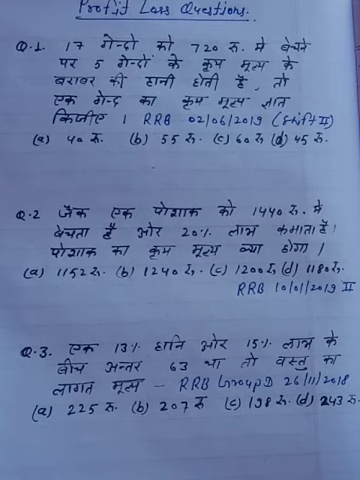 Profit Loss Questions.
Q.1. 17 गेन्दो को 720 रु. मे बेचने
पर 5 गेन्दों के कृय मूल्य के
बराबर की हानी होती है, तो
एक गेन्द का कृय मूल्य ज्ञात
किजीए । RRB 02/06/2019 (Shift II)
(a) 40 रु. (b) 55 रु. (c) 60 रु (d) 45 रु.
Q.2 जैक एक पोशाक को 1440 रु. में
बेचता है और 20% लाभ कमाता है।
पोशाक का कृय मूल्य क्या होगा ।
(a) 1152 रु. (b) 1240 रु. (c) 1200 रु (d) 1180 रु.
RRB 10/01/2019 II
Q.3. एक 13% हानि और 15% लाभ के
बीच अन्तर 63 था तो वस्तु का
लागत मूल्य – RRB Group D 26/11/2018
(a) 225 रु. (b) 207 रु (c) 198 रु. (d) 243 रु.